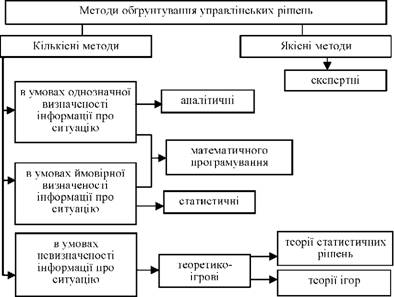 Методи обґрунтування управлінських рішень
Кількісні методи
Якісні методи
експертні
в умовах однозначної
визначеності
інформації про
ситуацію
аналітичні
математичного
програмування
в умовах ймовірної
визначеності
інформації про
ситуацію
статистичні
в умовах
невизначеності
інформації про
ситуацію
теоретико-
ігрові
теорії статистичних
рішень
теорії ігор